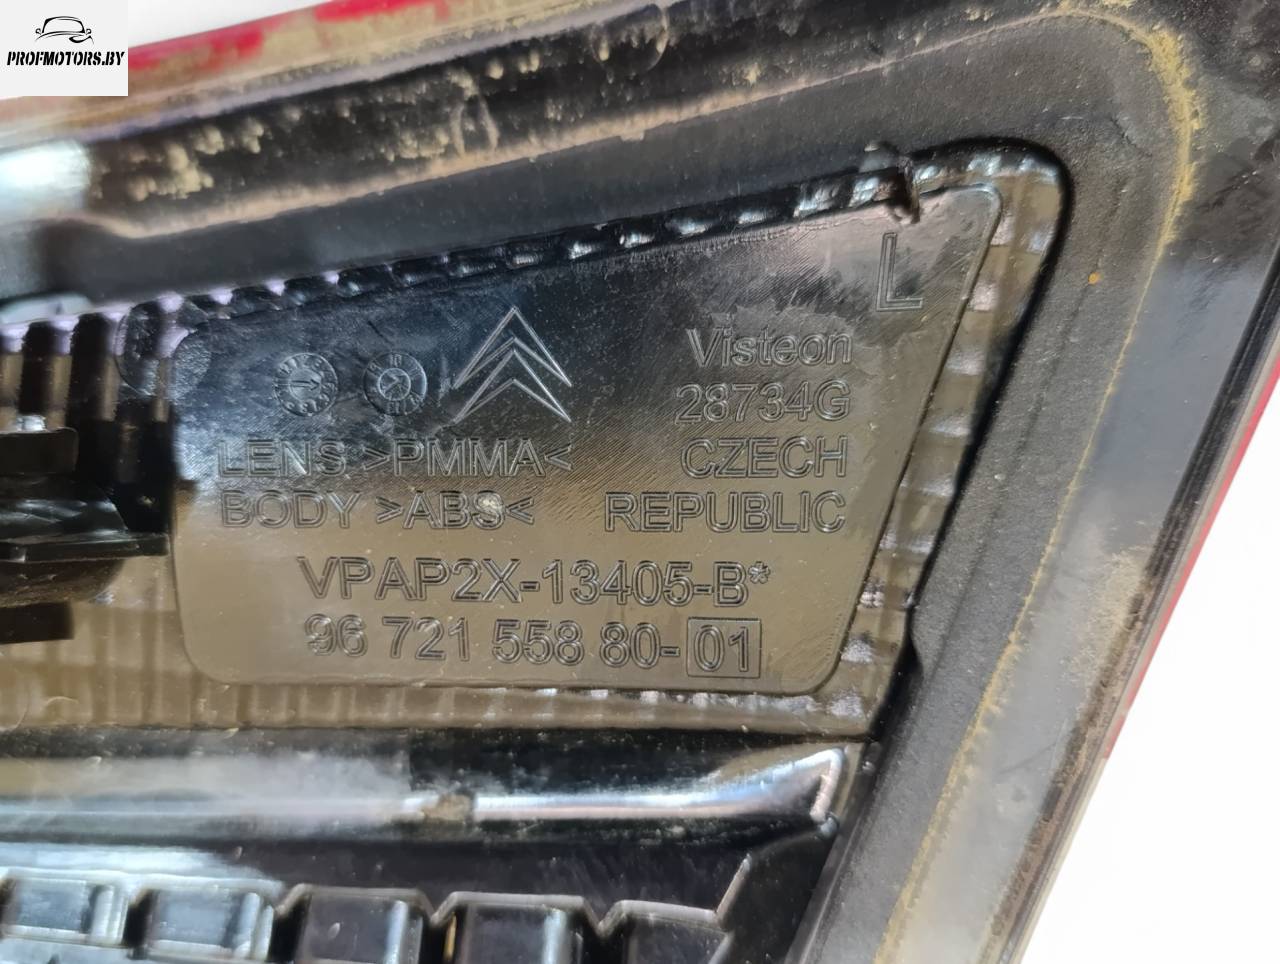 PROFMOTORS.BY
L
Visteon
28734G
LENS >PMMA< CZECH
BODY >ABS< REPUBLIC
VPAP2X-13405-B*
96 721 558 80-01